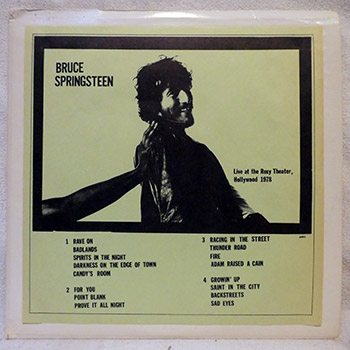 BRUCE
SPRINGSTEEN
Live at the Roxy Theater,
Hollywood 1978
1 RAVE ON
BADLANDS
SPIRITS IN THE NIGHT
DARKNESS ON THE EDGE OF TOWN
CANDY'S ROOM
2 FOR YOU
POINT BLANK
PROVE IT ALL NIGHT
3 RACING IN THE STREET
THUNDER ROAD
FIRE
ADAM RAISED A CAIN
4 GROWIN' UP
SAINT IN THE CITY
BACKSTREETS
SAD EYES